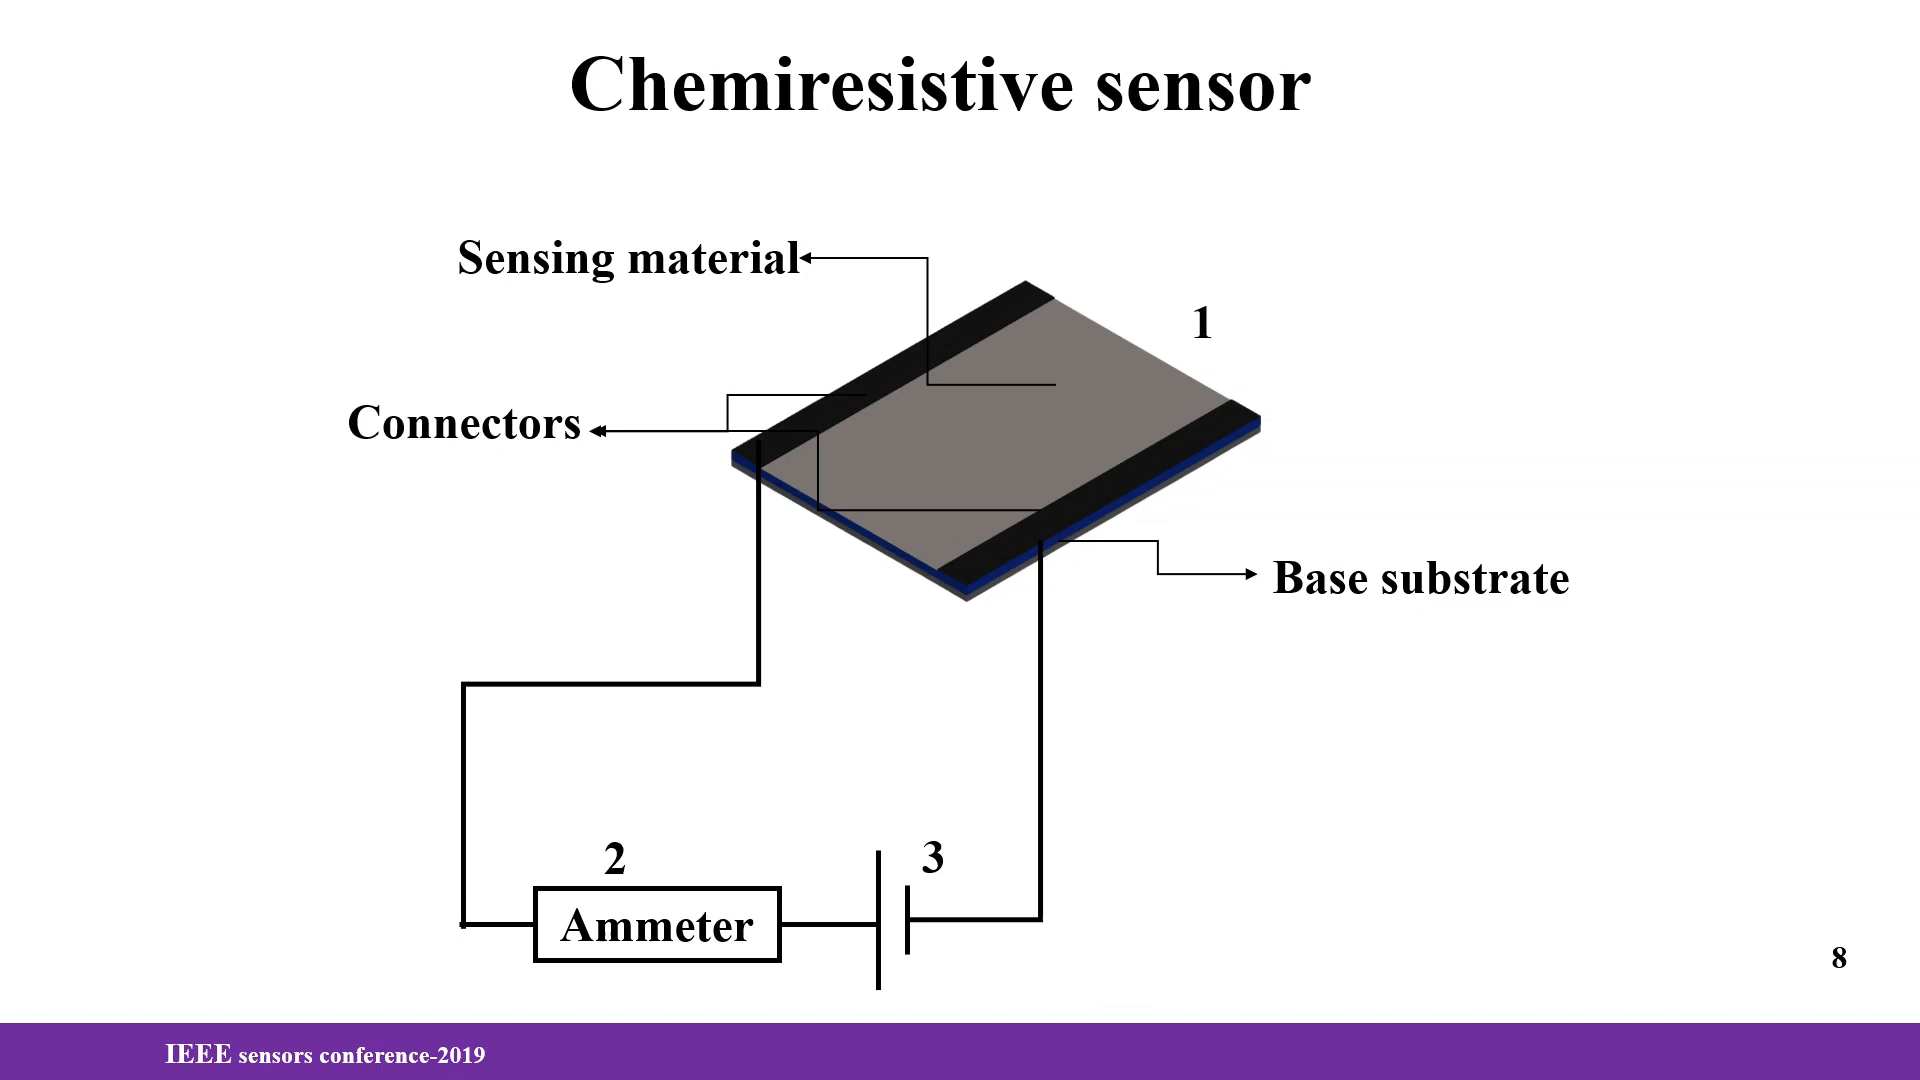 Chemiresistive sensor
Sensing material
1
Connectors
Base substrate
2
3
Ammeter
8
IEEE sensors conference-2019